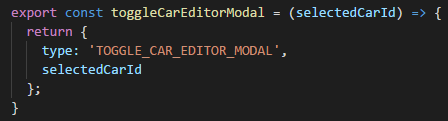 export const toggleCarEditorModal = (selectedCarId) => {
  return {
    type: 'TOGGLE_CAR_EDITOR_MODAL',
    selectedCarId
  };
}